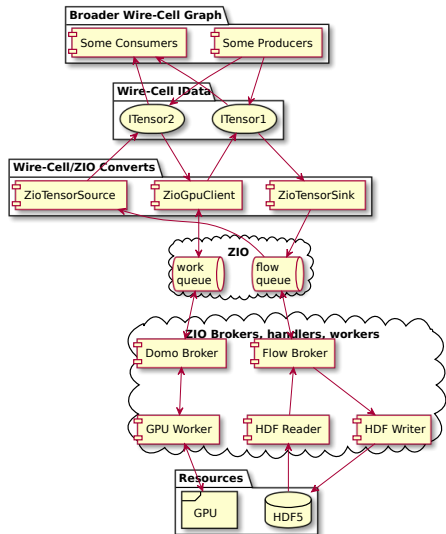 Broader Wire-Cell Graph
Some Consumers
Some Producers
Wire-Cell IData
ITensor2
ITensor1
Wire-Cell/ZIO Converts
ZioTensorSource
ZioGpuClient
ZioTensorSink
ZIO
work
queue
flow
queue
ZIO Brokers, handlers, workers
Domo Broker
Flow Broker
GPU Worker
HDF Reader
HDF Writer
Resources
GPU
HDF5